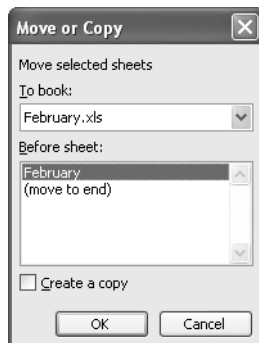 Move or Copy
Move selected sheets
To book:
February.xls
Before sheet:
February
(move to end)
Create a copy
OK Cancel